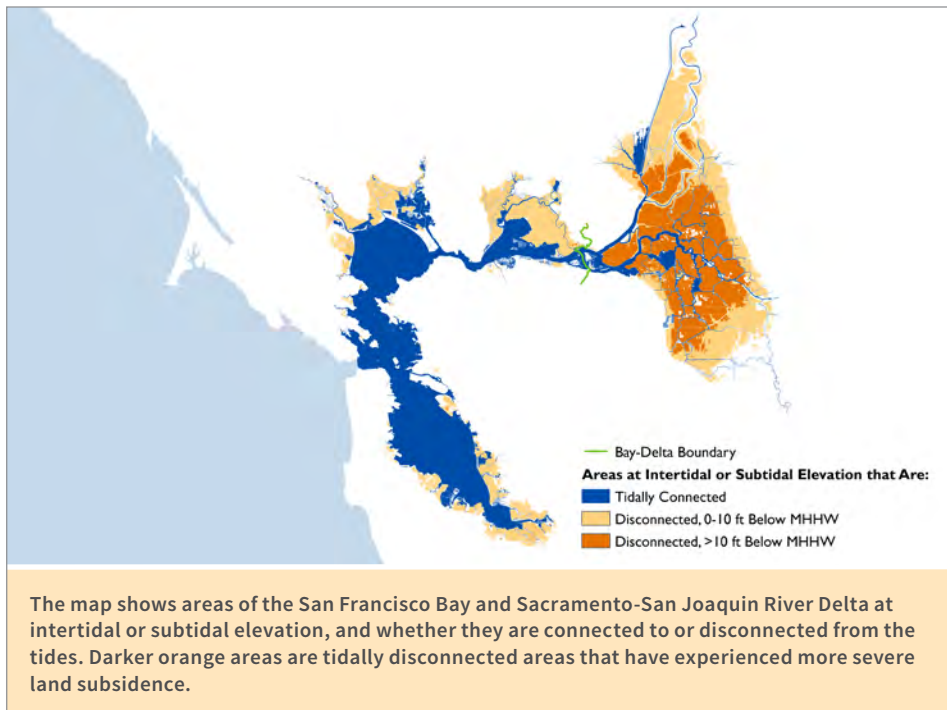 Bay-Delta Boundary
Areas at Intertidal or Subtidal Elevation that Are:
Tidally Connected
Disconnected, 0-10 ft Below MHHW
Disconnected, >10 ft Below MHHW
The map shows areas of the San Francisco Bay and Sacramento-San Joaquin River Delta at
intertidal or subtidal elevation, and whether they are connected to or disconnected from the
tides. Darker orange areas are tidally disconnected areas that have experienced more severe
land subsidence.